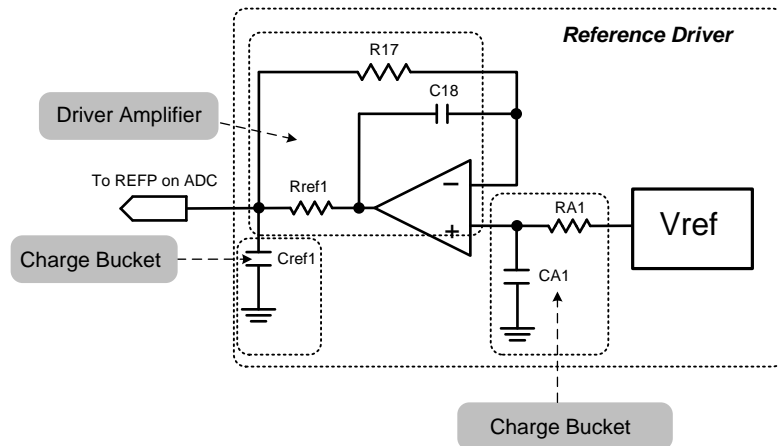 Reference Driver
R17
C18
Driver Amplifier
To REFP on ADC
Rref1
−
+
RA1
Vref
Charge Bucket
Cref1
CA1
Charge Bucket